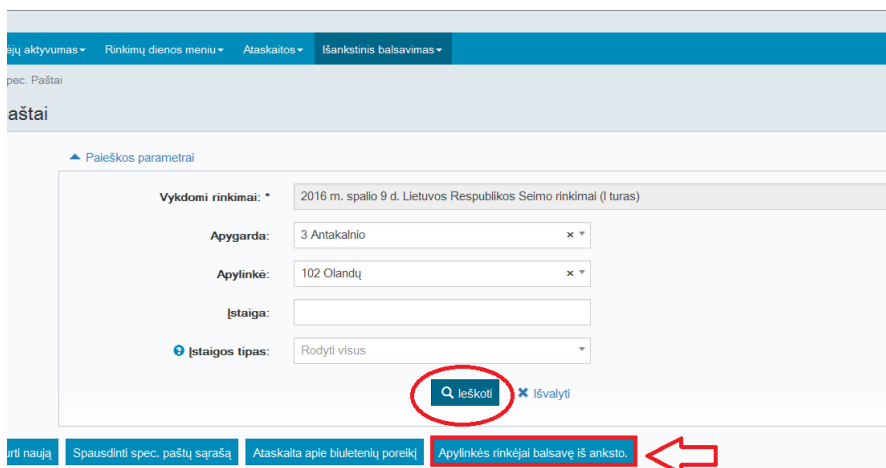 ėjų aktyvumas Rinkimų dienos meniu Ataskaitos Išankstinis balsavimas
pec. Paštai
aštai
Paieškos parametrai
Vykdomi rinkimai: * 2016 m. spalio 9 d. Lietuvos Respublikos Seimo rinkimai (I turas)
Apygarda: 3 Antakalnio × 
Apylinkė: 102 Olandų ×
Įstaiga:
? Įstaigos tipas: Rodyti visus
Ieškoti Išvalyti
urti naują Spausdinti spec. paštų sąrašą Ataskaita apie biuletenių poreikį Apylinkės rinkėjai balsavę iš anksto.